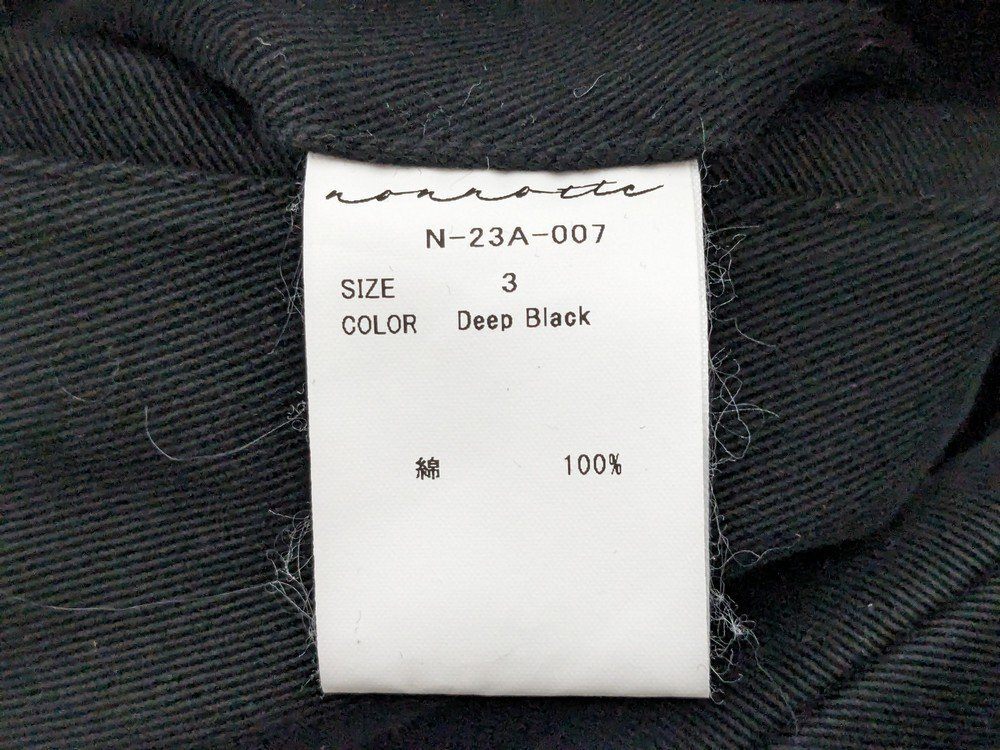 nonnotte
N-23A-007
SIZE 3
COLOR Deep Black
綿 100%